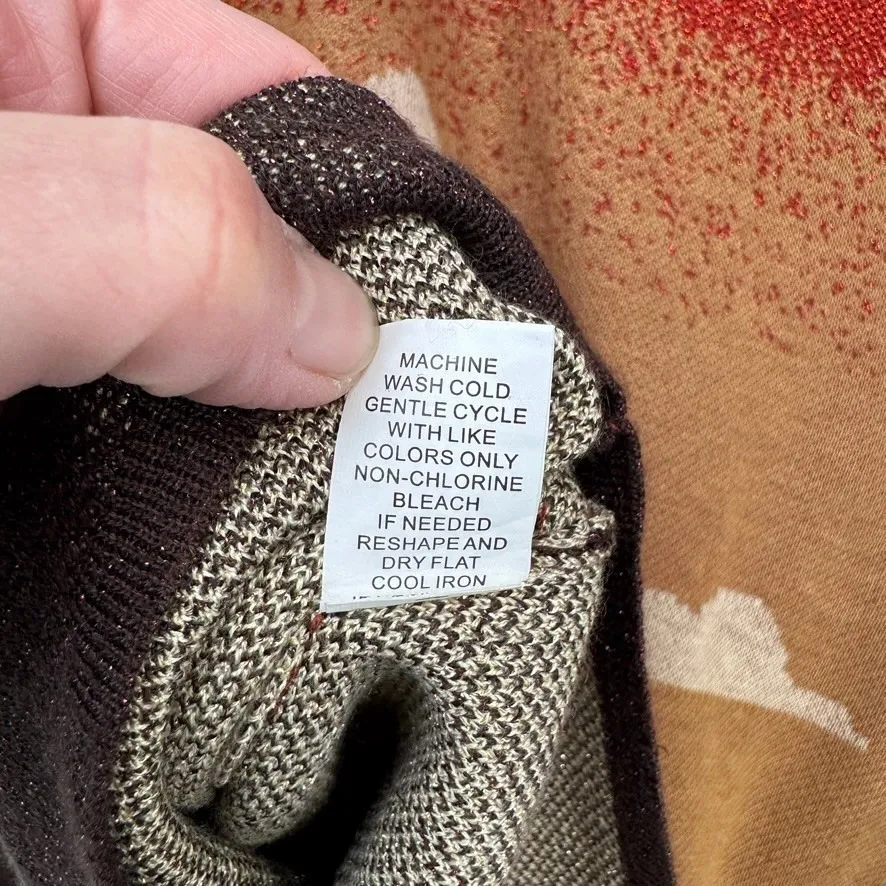 MACHINE
WASH COLD
GENTLE CYCLE
WITH LIKE
COLORS ONLY
NON-CHLORINE
BLEACH
IF NEEDED
RESHAPE AND
DRY FLAT
COOL IRON